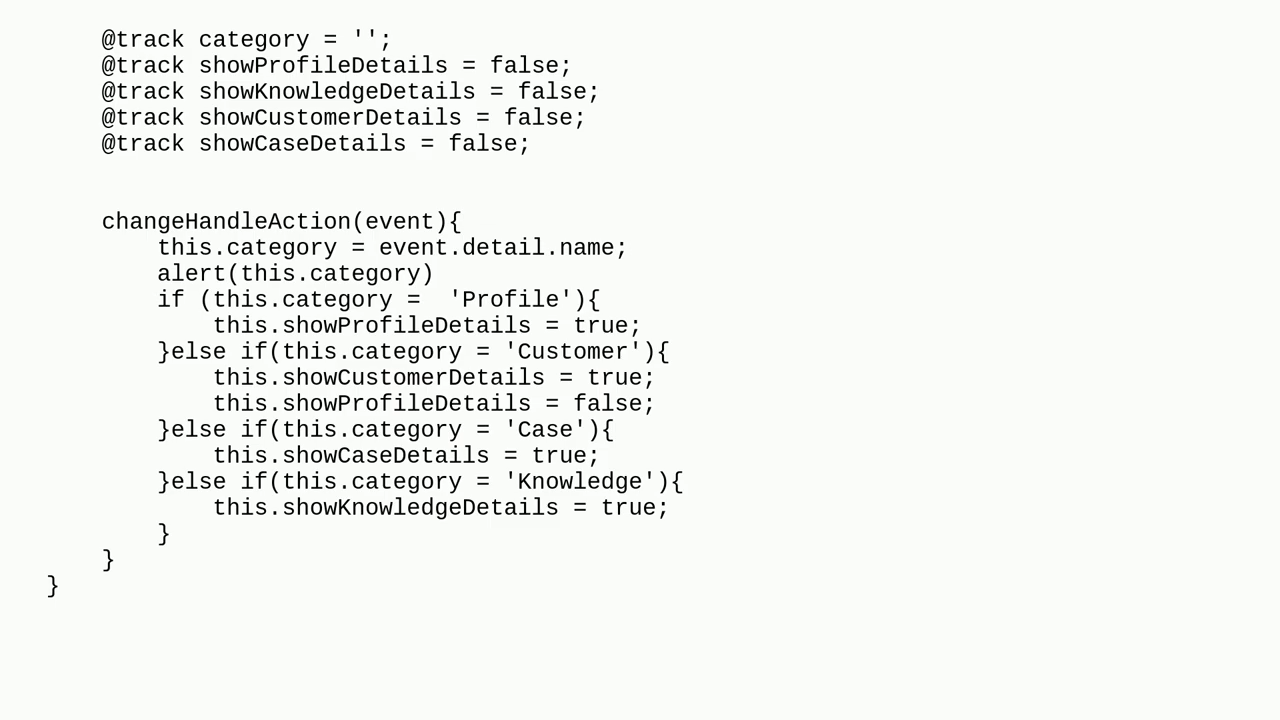 @track category = '';
@track showProfileDetails = false;
@track showKnowledgeDetails = false;
@track showCustomerDetails = false;
@track showCaseDetails = false;
changeHandleAction(event){
this.category = event.detail.name;
alert(this.category)
if (this.category =  'Profile'){
this.showProfileDetails = true;
}else if(this.category = 'Customer'){
this.showCustomerDetails = true;
this.showProfileDetails = false;
}else if(this.category = 'Case'){
this.showCaseDetails = true;
}else if(this.category = 'Knowledge'){
this.showKnowledgeDetails = true;
}
}
}